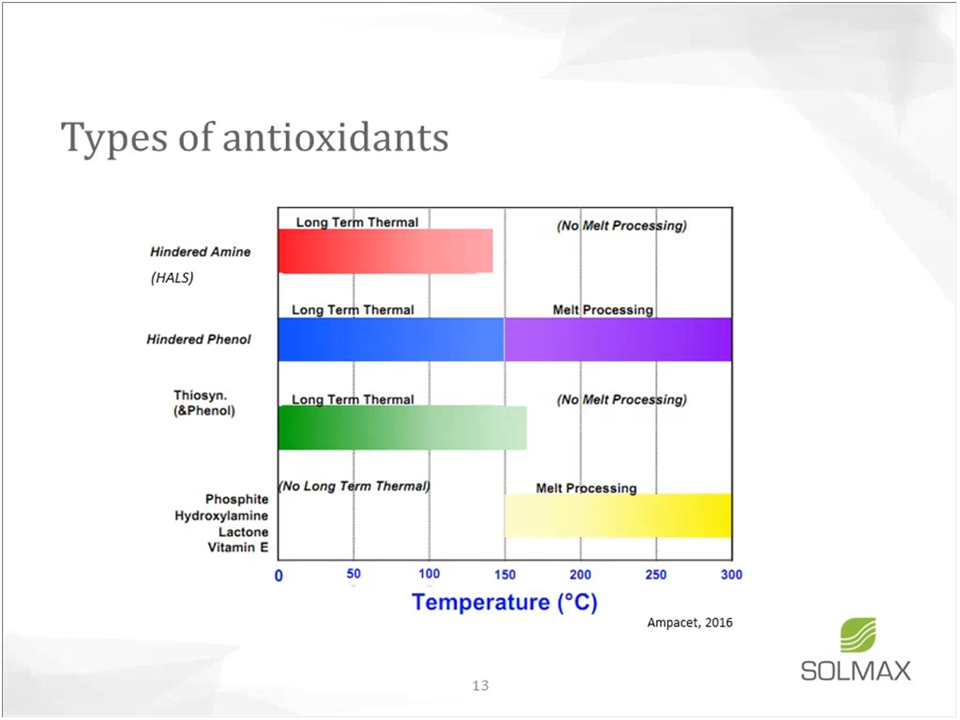 Types of antioxidants
Long Term Thermal
(No Melt Processing)
Hindered Amine
(HALS)
Long Term Thermal
Melt Processing
Hindered Phenol
Thiosyn.
(&Phenol)
Long Term Thermal
(No Melt Processing)
(No Long Term Thermal)
Melt Processing
Phosphite
Hydroxylamine
Lactone
Vitamin E
0 50 100 150 200 250 300
Temperature (°C)
Ampacet, 2016
SOLMAX
13